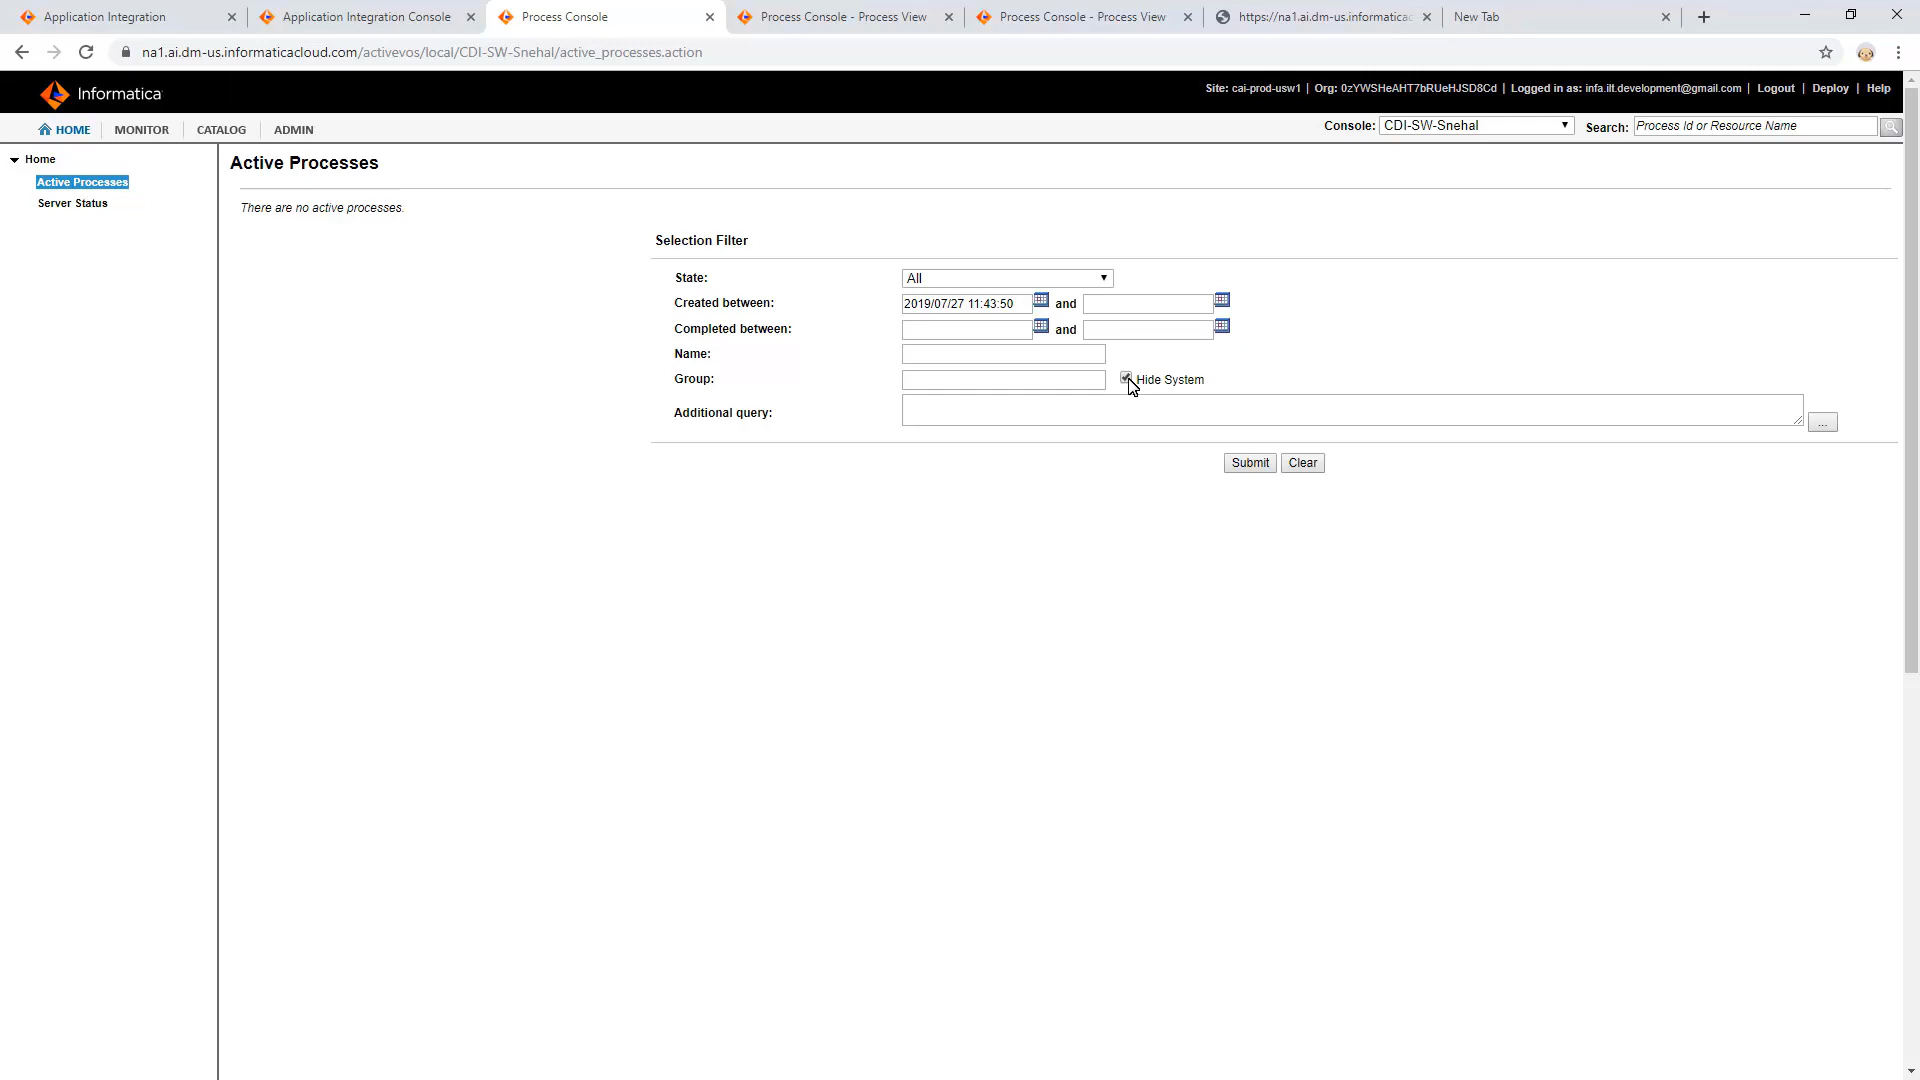 Application Integration
Application Integration Console
Process Console
Process Console - Process View
Process Console - Process View
https://na1.ai.dm-us.informaticac
New Tab
na1.ai.dm-us.informaticacloud.com/activevos/local/CDI-SW-Snehal/active_processes.action
Informatica
Site: cai-prod-usw1 | Org: 0zYWSHeAHT7bRUeHJSD8Cd | Logged in as: infa.ilt.development@gmail.com | Logout | Deploy | Help
HOME MONITOR CATALOG ADMIN
Console: CDI-SW-Snehal Search: Process Id or Resource Name
Home
Active Processes
Server Status
Active Processes
There are no active processes.
Selection Filter
State: All
Created between: 2019/07/27 11:43:50 and
Completed between: and
Name:
Group: Hide System
Additional query: ...
Submit Clear